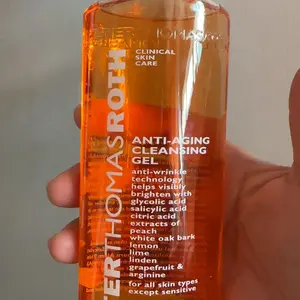 CLINICAL
SKIN
CARE
TERTHOMASROTH
ANTI-AGING
CLEANSING
GEL
anti-wrinkle
technology
helps visibly
brighten with
glycolic acid
salicylic acid
citric acid
extracts of
peach
white oak bark
lemon
lime
linden
grapefruit &
arginine
for all skin types
except sensitive